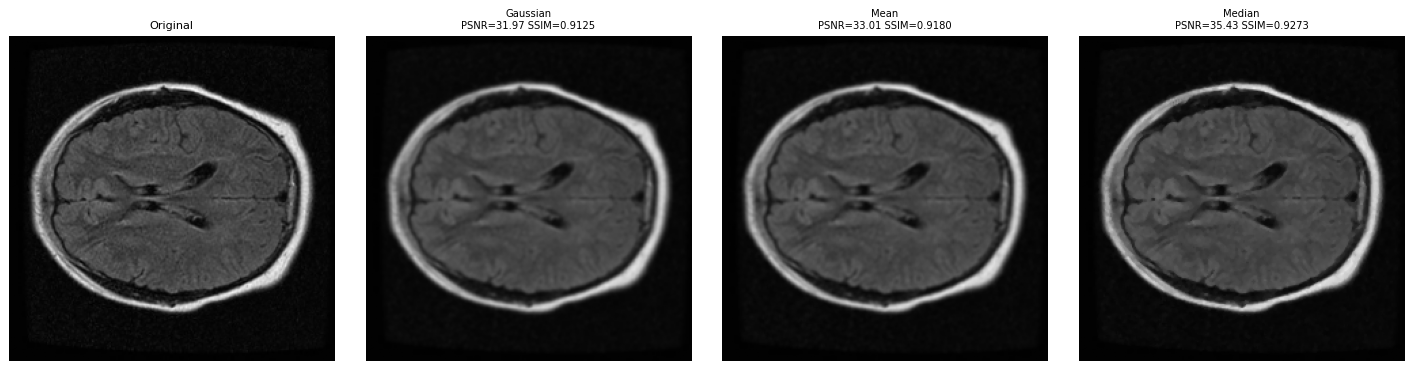 Original
Gaussian
PSNR=31.97 SSIM=0.9125
Mean
PSNR=33.01 SSIM=0.9180
Median
PSNR=35.43 SSIM=0.9273